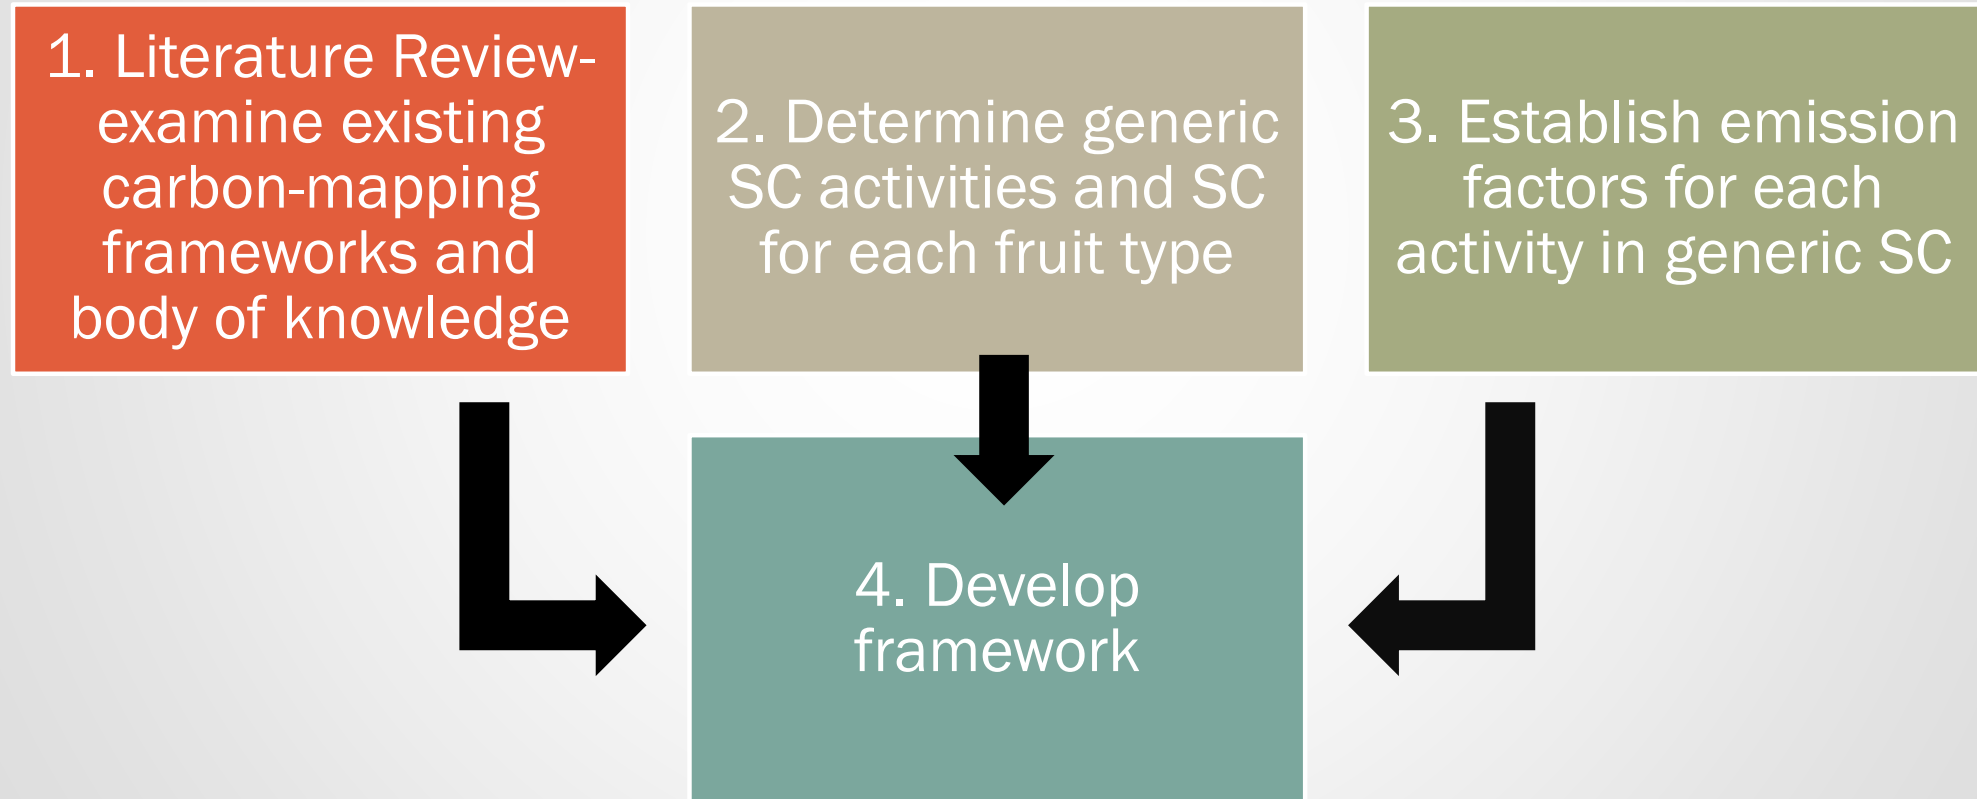 1. Literature Review-
examine existing
carbon-mapping
frameworks and
body of knowledge
2. Determine generic
SC activities and SC
for each fruit type
3. Establish emission
factors for each
activity in generic SC
4. Develop
framework